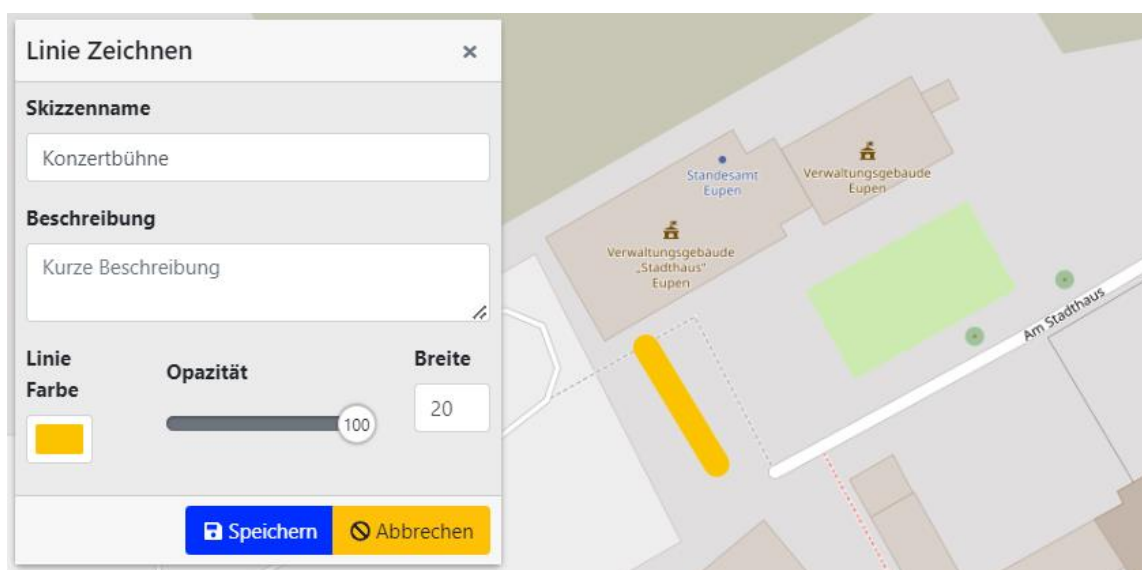 Linie Zeichnen
×
Skizzenname
Konzertbühne
Beschreibung
Kurze Beschreibung
Linie
Farbe
Opazität
Breite
100
20
Speichern
Abbrechen
Standesamt
Eupen
Verwaltungsgebäude
Eupen
Verwaltungsgebäude
„Stadthaus“
Eupen
Am Stadthaus